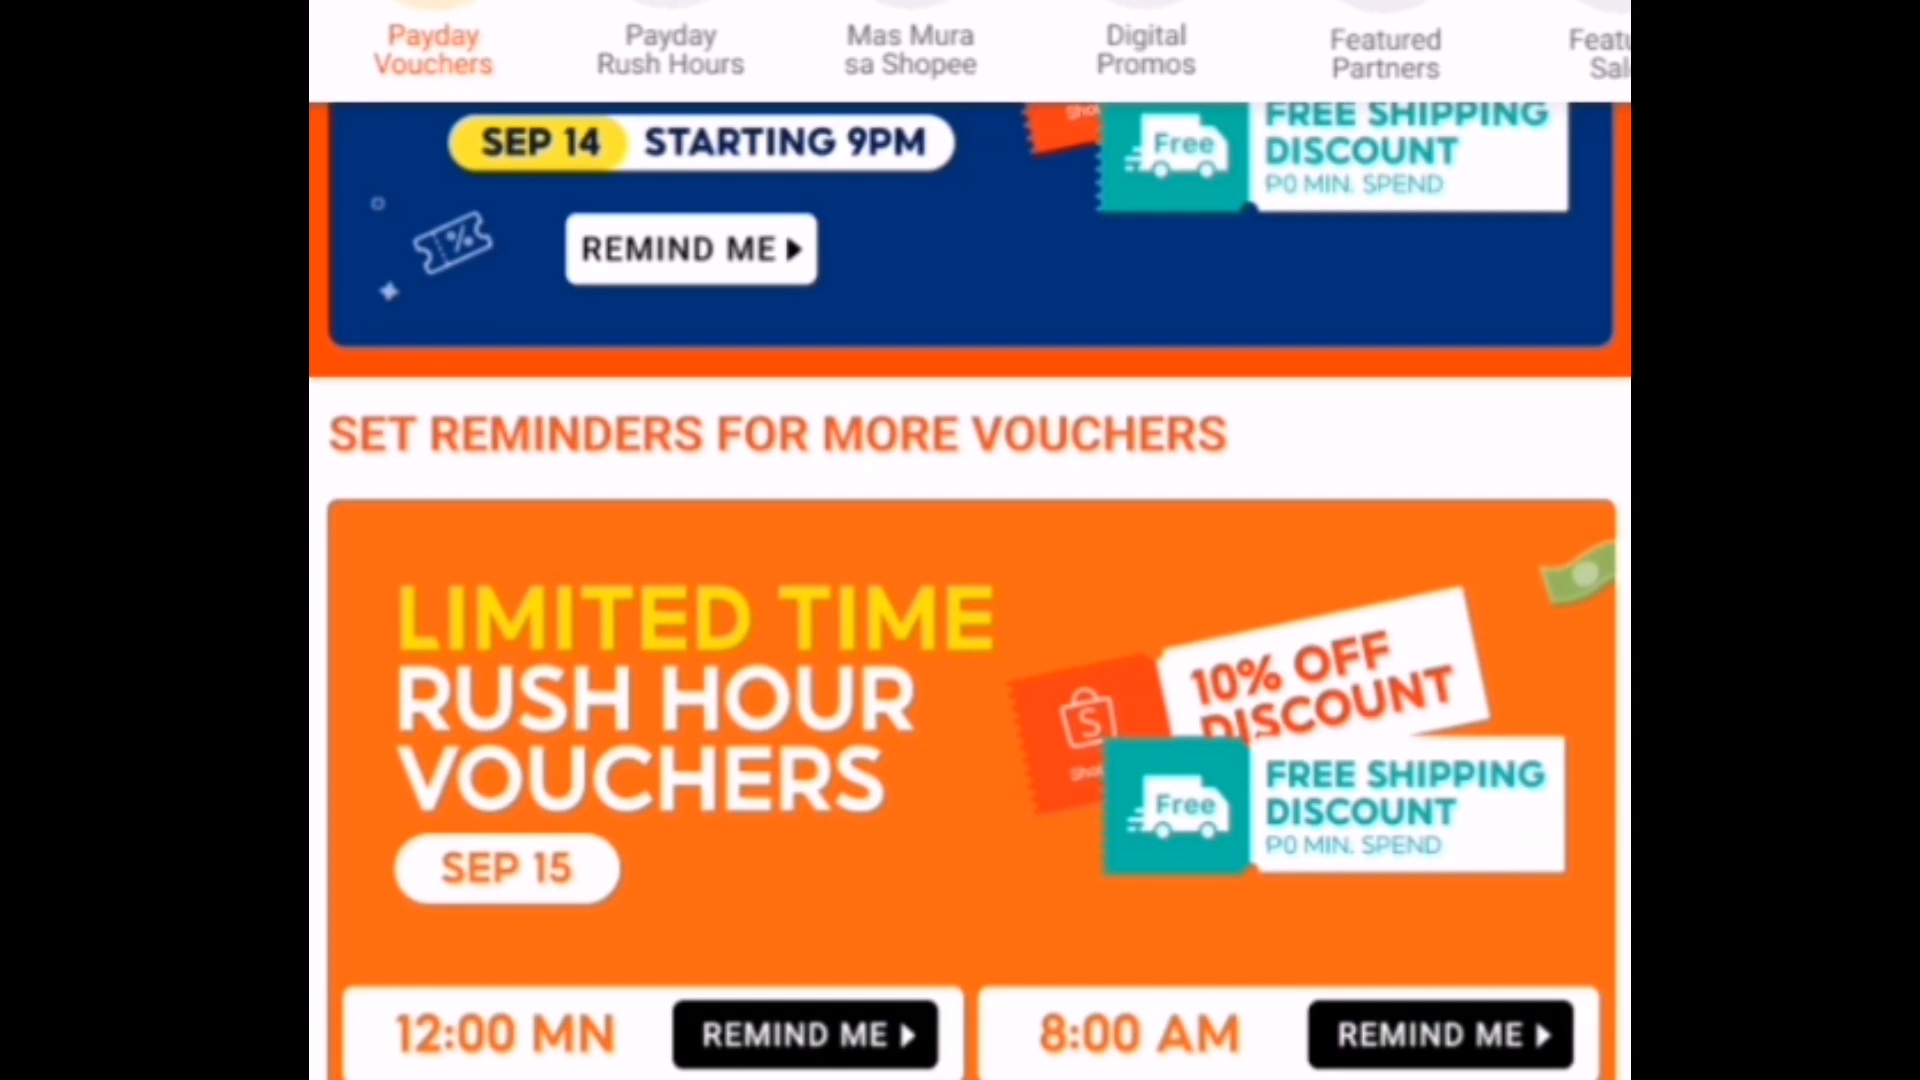 Payday
Vouchers
Payday
Rush Hours
Mas Mura
sa Shopee
Digital
Promos
Featured
Partners
SEP 14 STARTING 9PM
FREE SHIPPING
DISCOUNT
Free
P0 MIN. SPEND
REMIND ME
SET REMINDERS FOR MORE VOUCHERS
LIMITED TIME
RUSH HOUR
VOUCHERS
SEP 15
10% OFF
DISCOUNT
FREE SHIPPING
DISCOUNT
Free
P0 MIN. SPEND
12:00 MN
REMIND ME
8:00 AM
REMIND ME